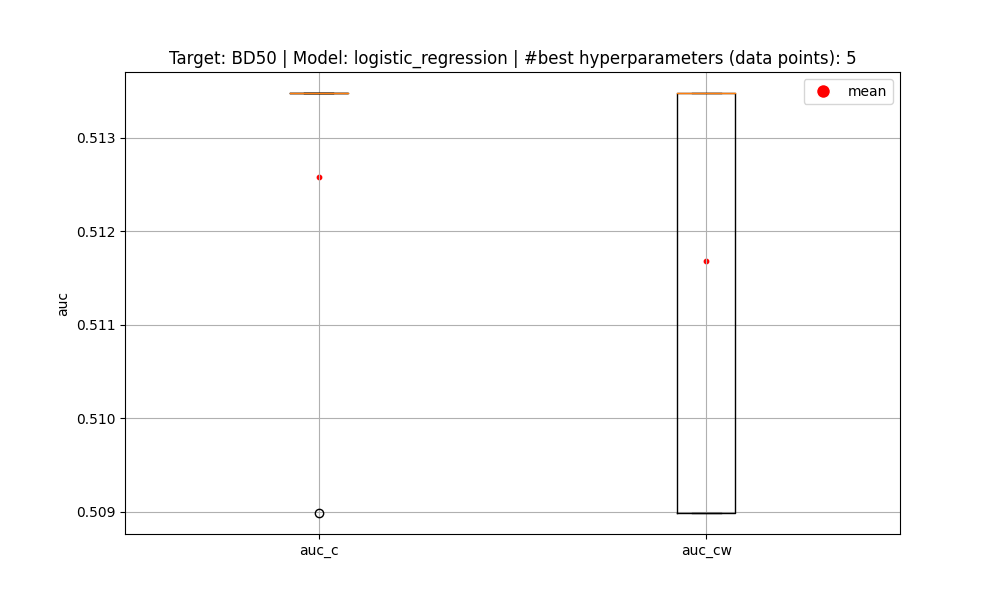 Target: BD50 | Model: logistic_regression | #best hyperparameters (data points): 5
mean
0.513
0.512
0.511
0.510
0.509
auc
auc_c
auc_cw